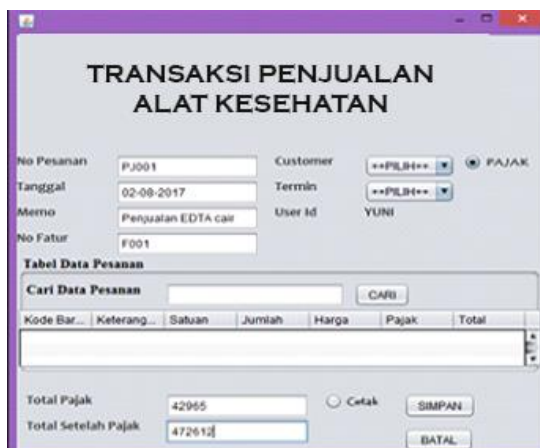 TRANSAKSI PENJUALAN
ALAT KESEHATAN
No Pesanan PJ001 Customer ++PILIH++ PAJAK
Tanggal 02-08-2017 Termin ++PILIH++
Memo Penjualan EDTA cair User Id YUNI
No Fatur F001
Tabel Data Pesanan
Cari Data Pesanan CARI
Kode Bar... Keterang... Satuan Jumlah Harga Pajak Total
Total Pajak 42965 Cetak SIMPAN
Total Setelah Pajak 472612
BATAL